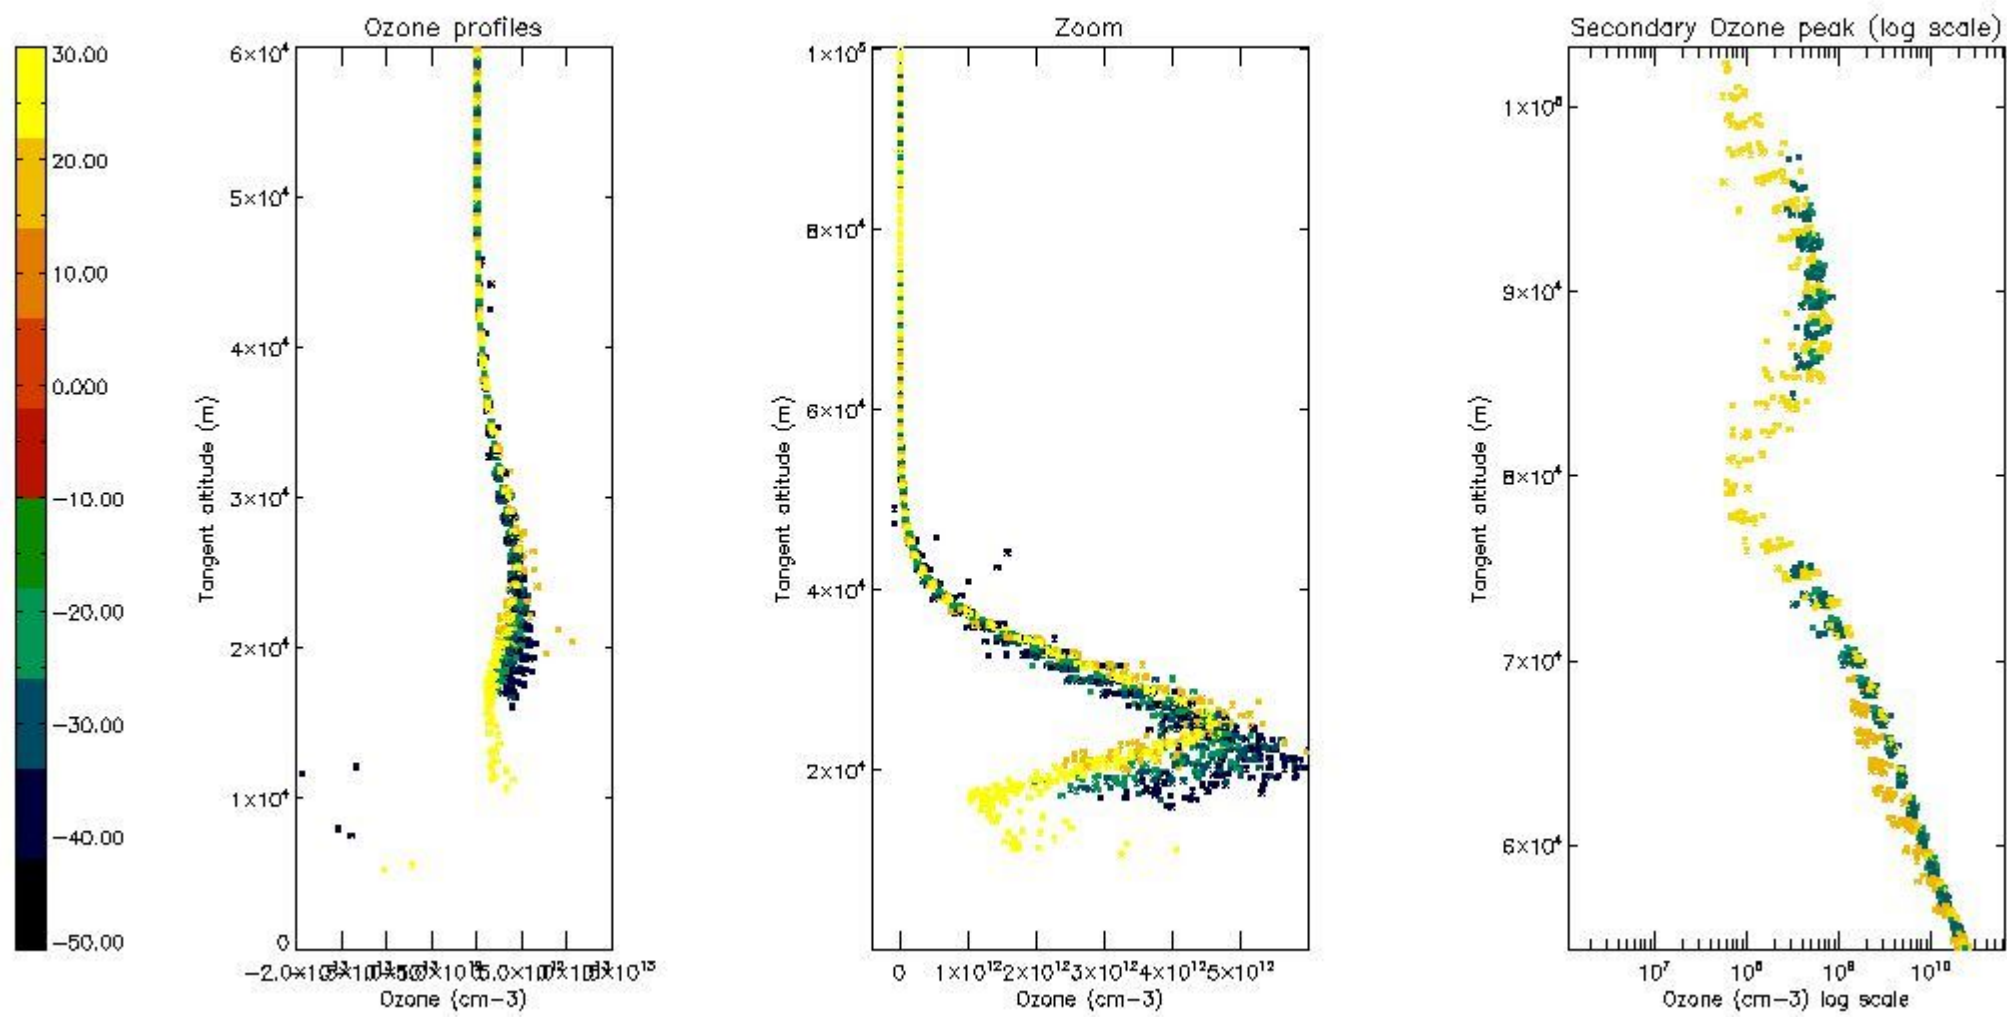 Ozone profiles
Zoom
Secondary Ozone peak (log scale)
30.00
20.00
10.00
0.000
-10.00
-20.00
-30.00
-40.00
-50.00
6×10⁴
5×10⁴
4×10⁴
3×10⁴
2×10⁴
1×10⁴
0
Tangent altitude (m)
Ozone (cm-3)
1×10⁵
8×10⁴
6×10⁴
4×10⁴
2×10⁴
Tangent altitude (m)
0 1×10¹² 2×10¹² 3×10¹² 4×10¹² 5×10¹²
Ozone (cm-3)
9×10⁴
8×10⁴
7×10⁴
6×10⁴
Tangent altitude (m)
10⁷ 10⁸ 10⁹ 10¹⁰
Ozone (cm-3) log scale